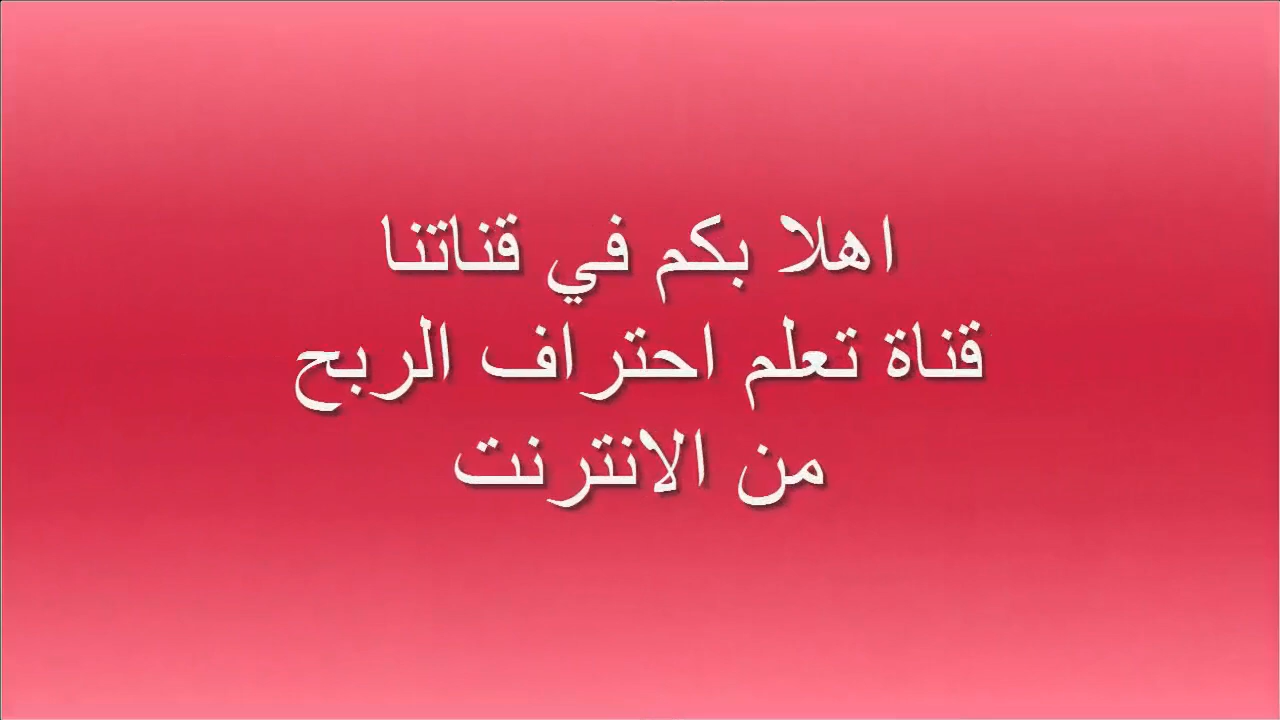 اهلا بكم في قناتنا
قناة تعلم احتراف الربح
من الانترنت